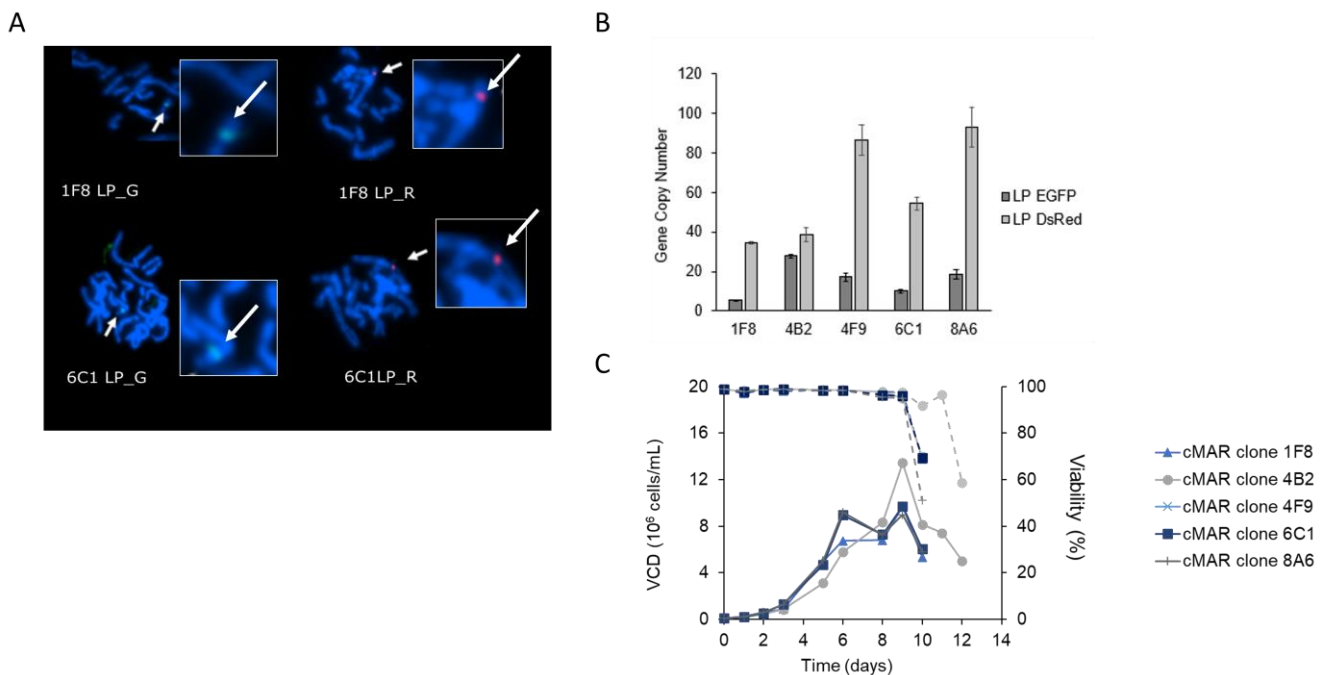 A
1F8 LP_G
1F8 LP_R
6C1 LP_G
6C1LP_R
B
120
100
80
60
40
20
0
Gene Copy Number
1F8 4B2 4F9 6C1 8A6
LP EGFP
LP DsRed
C
20
16
12
8
4
0
VCD (10⁶ cells/mL)
100
80
60
40
20
0
Viability (%)
0 2 4 6 8 10 12 14
Time (days)
cMAR clone 1F8
cMAR clone 4B2
cMAR clone 4F9
cMAR clone 6C1
cMAR clone 8A6